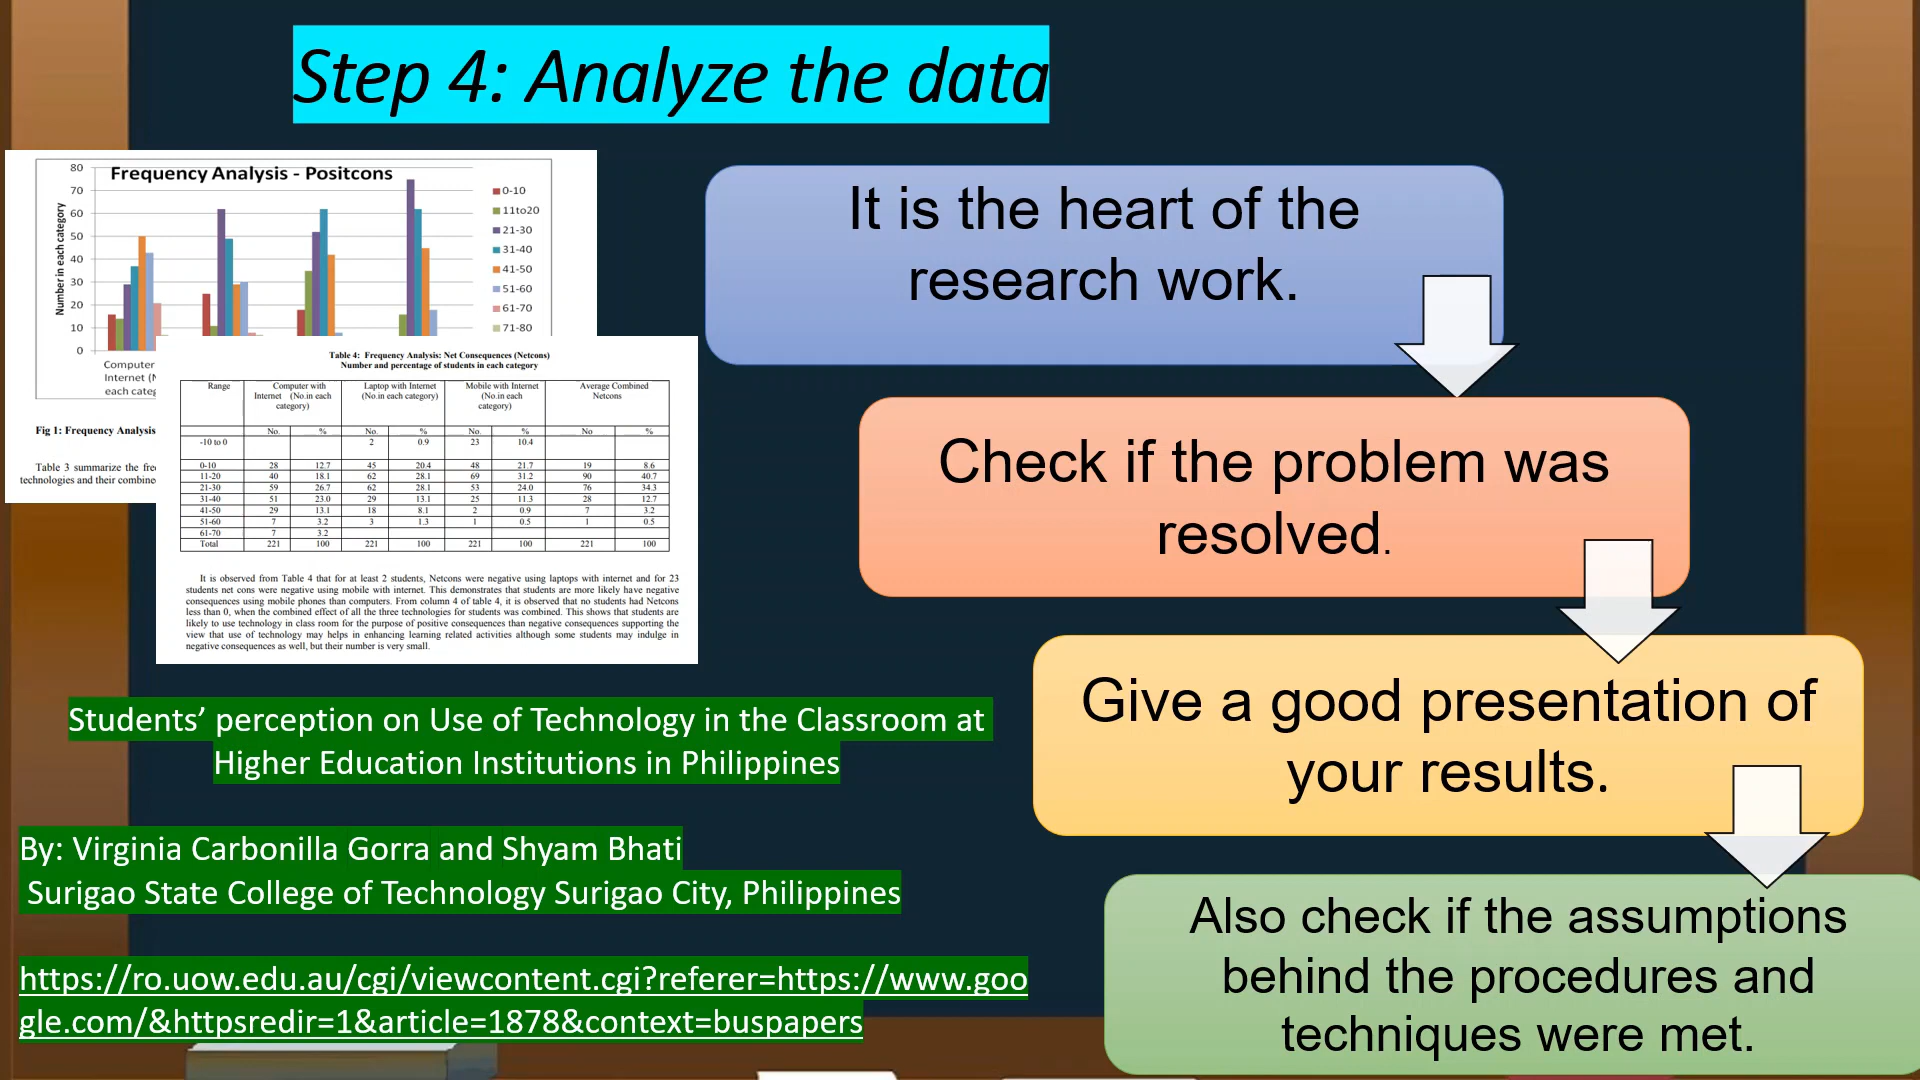 Step 4: Analyze the data
Frequency Analysis - Positcons
Number in each category
80
70
60
50
40
30
20
10
0
0-10
11to20
21-30
31-40
41-50
51-60
61-70
71-80
Computer
Internet (
each categ
Fig 1: Frequency Analysis
Table 3 summarize the fre
technologies and their combine
Table 4: Frequency Analysis: Net Consequences (Netcons)
Number and percentage of students in each category
Range Computer with Internet (No.in each category) Laptop with Internet (No.in each category) Mobile with Internet (No.in each category) Average Combined Netcons
No. % No. % No. % No %
-10 to 0 2 0.9 23 10.4
0-10 28 12.7 45 20.4 48 21.7 19 8.6
11-20 40 18.1 62 28.1 69 31.2 90 40.7
21-30 59 26.7 62 28.1 53 24.0 76 34.3
31-40 51 23.0 29 13.1 25 11.3 28 12.7
41-50 29 13.1 18 8.1 2 0.9 7 3.2
51-60 7 3.2 3 1.3 1 0.5 1 0.5
61-70 7 3.2
Total 221 100 221 100 221 100 221 100
It is observed from Table 4 that for at least 2 students, Netcons were negative using laptops with internet and for 23
students net cons were negative using mobile with internet. This demonstrates that students are more likely have negative
consequences using mobile phones than computers. From column 4 of table 4, it is observed that no students had Netcons
less than 0, when the combined effect of all the three technologies for students was combined. This shows that students are
likely to use technology in class room for the purpose of positive consequences than negative consequences supporting the
view that use of technology may helps in enhancing learning related activities although some students may indulge in
negative consequences as well, but their number is very small.
It is the heart of the
research work.
Check if the problem was
resolved.
Give a good presentation of
your results.
Also check if the assumptions
behind the procedures and
techniques were met.
Students’ perception on Use of Technology in the Classroom at
Higher Education Institutions in Philippines
By: Virginia Carbonilla Gorra and Shyam Bhati
Surigao State College of Technology Surigao City, Philippines
https://ro.uow.edu.au/cgi/viewcontent.cgi?referer=https://www.goo
gle.com/&httpsredir=1&article=1878&context=buspapers